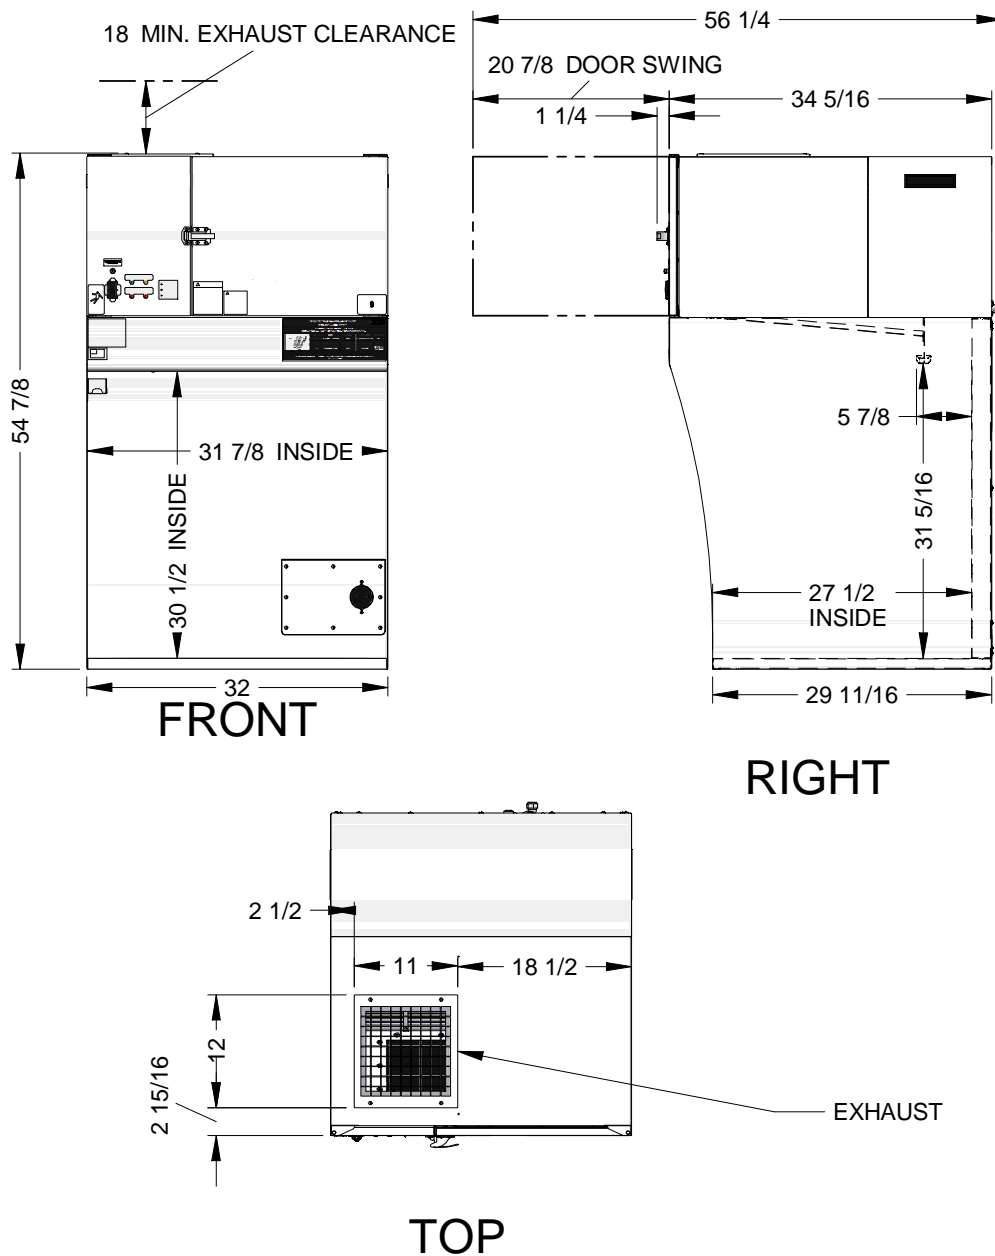 56 1/4
18 MIN. EXHAUST CLEARANCE
20 7/8 DOOR SWING
34 5/16
1 1/4
54 7/8
31 7/8 INSIDE
30 1/2 INSIDE
32
FRONT
5 7/8
31 5/16
27 1/2
INSIDE
29 11/16
RIGHT
2 1/2
11
18 1/2
12
2 15/16
EXHAUST
TOP